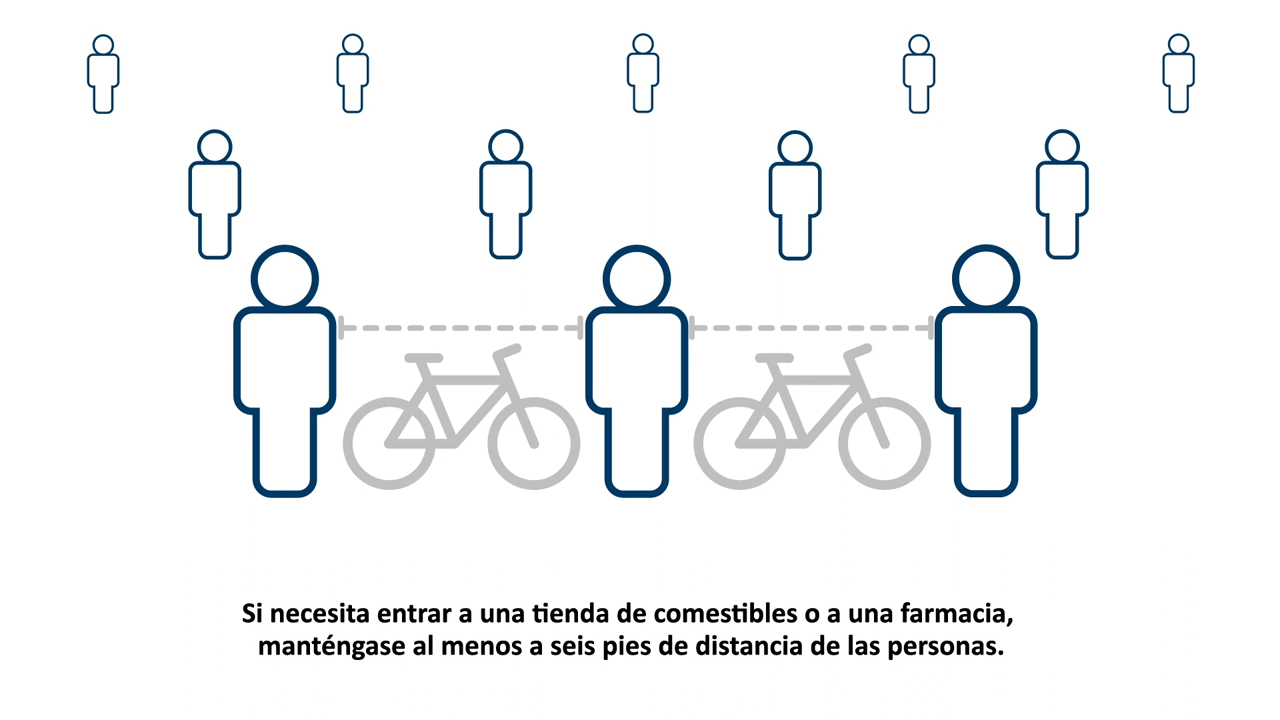 Si necesita entrar a una tienda de comestibles o a una farmacia,
manténgase al menos a seis pies de distancia de las personas.